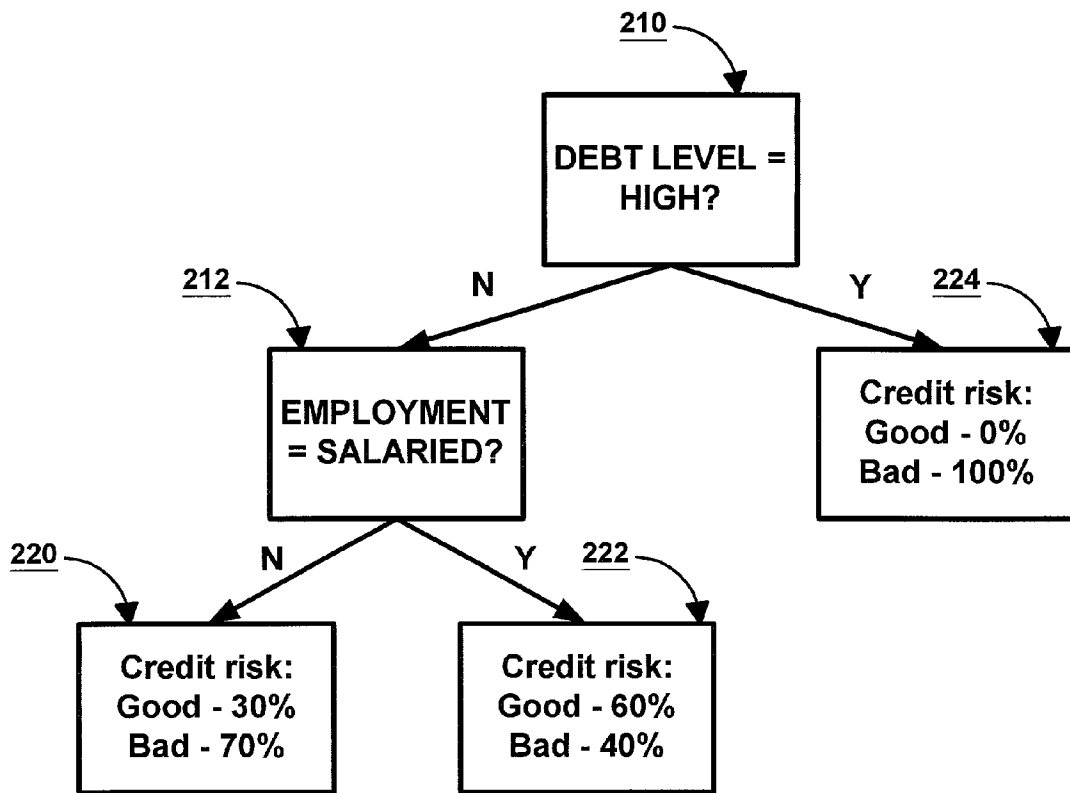 210
DEBT LEVEL =
HIGH?
N
Y
212
224
EMPLOYMENT
= SALARIED?
Credit risk:
Good - 0%
Bad - 100%
220
N
Y
222
Credit risk:
Good - 30%
Bad - 70%
Credit risk:
Good - 60%
Bad - 40%